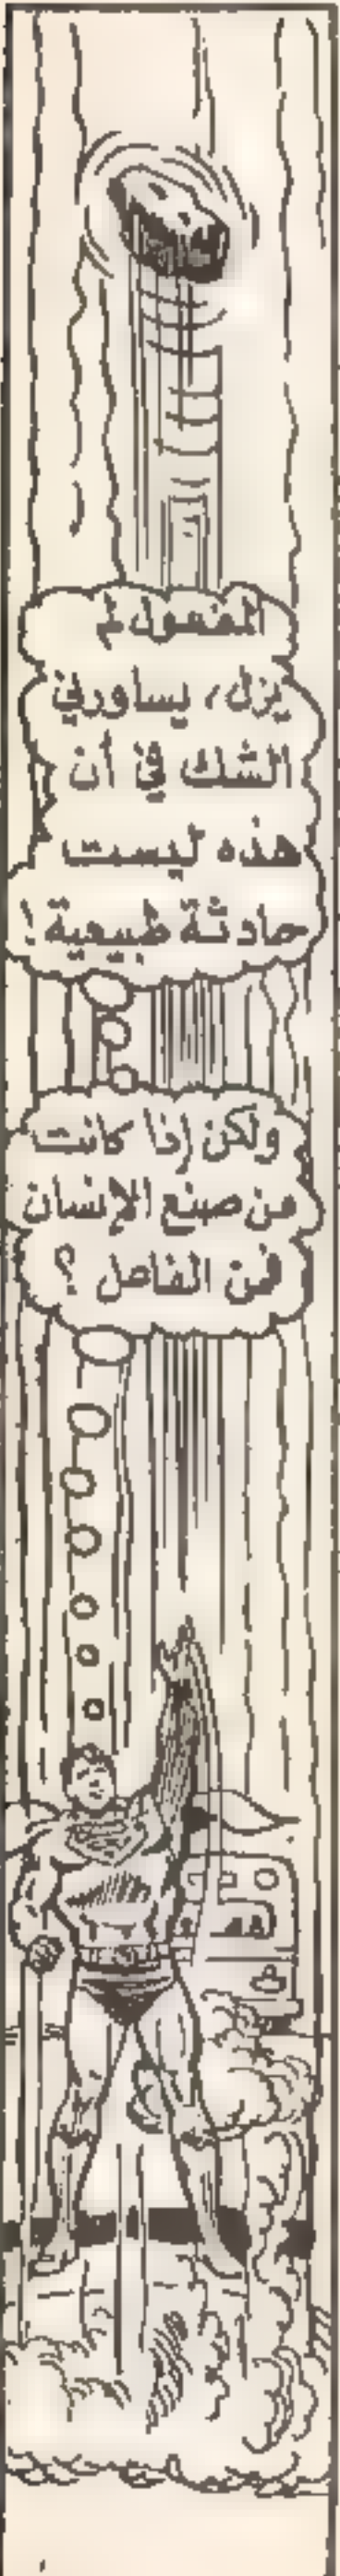 المفعول لم
يزل، يساورني
الشك في أن
هذه ليست
حادثة طبيعية!
ولكن إذا كانت
من صنع الإنسان
فمن الفاعل؟